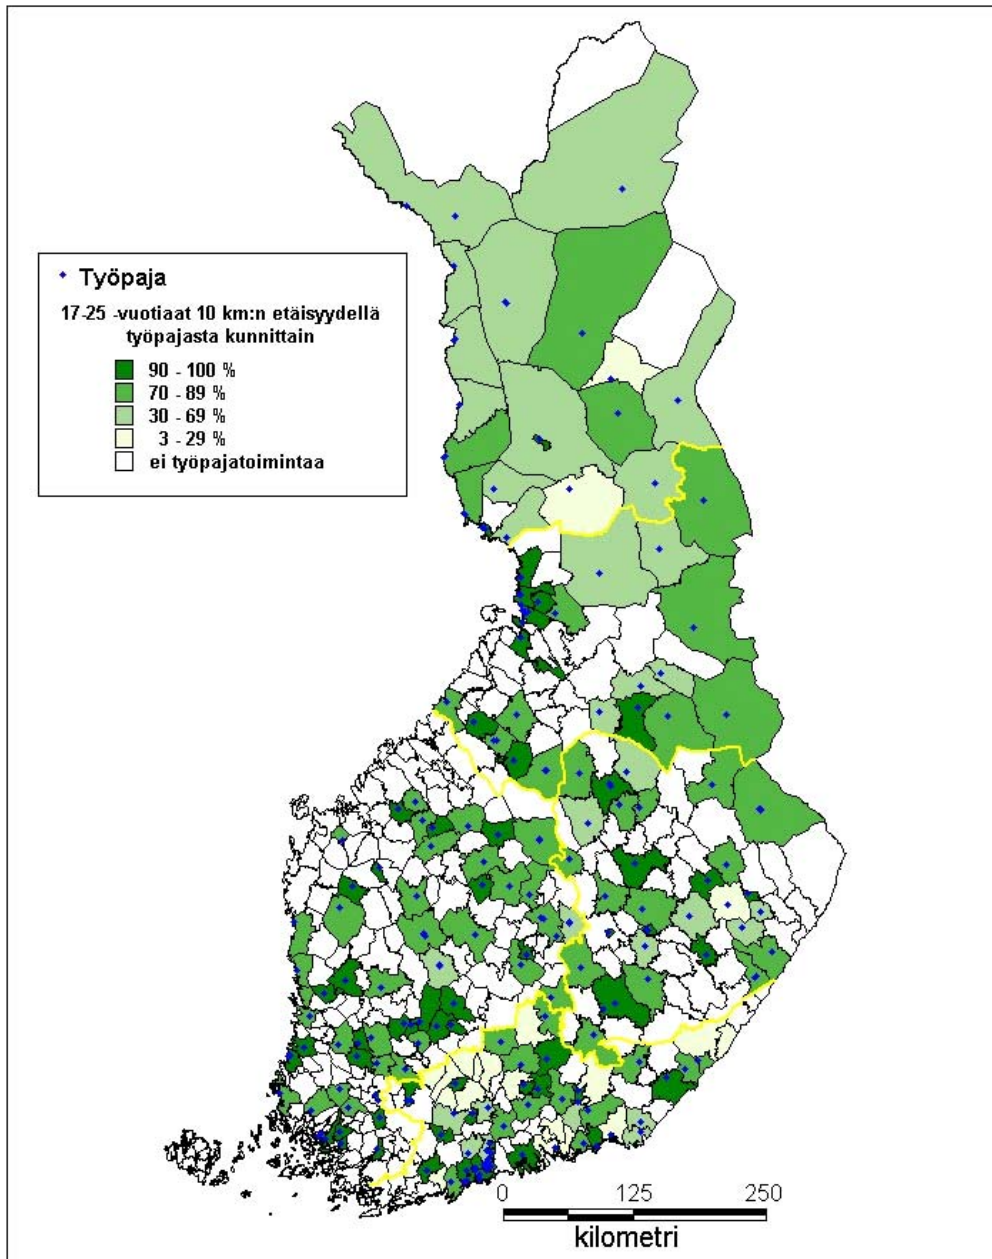 Työpaja
17-25 -vuotiaat 10 km:n etäisyydellä
työpajasta kunnittain
90 - 100 %
70 - 89 %
30 - 69 %
3 - 29 %
ei työpajatoimintaa
0 125 250
kilometri